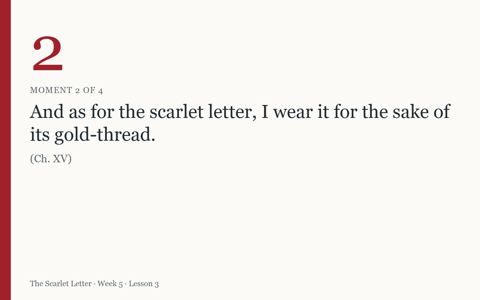 2
MOMENT 2 OF 4
And as for the scarlet letter, I wear it for the sake of
its gold-thread.
(Ch. XV)
The Scarlet Letter · Week 5 · Lesson 3